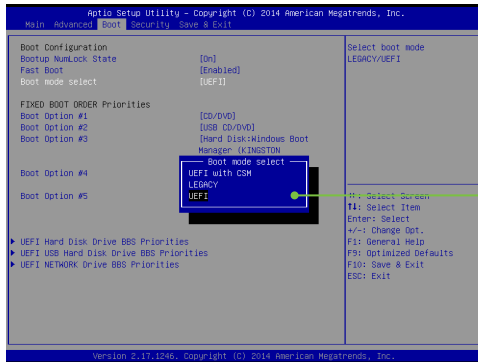 Aptio Setup Utility – Copyright (C) 2014 American Megatrends, Inc.
Main Advanced Boot Security Save & Exit
Boot Configuration
Bootup NumLock State [On]
Fast Boot [Enabled]
Boot mode select [UEFI]
FIXED BOOT ORDER Priorities
Boot Option #1 [CD/DVD]
Boot Option #2 [USB CD/DVD]
Boot Option #3 [Hard Disk:Windows Boot
Manager (KINGSTON
Boot mode select
UEFI with CSM
LEGACY
UEFI
Boot Option #4
Boot Option #5
UEFI Hard Disk Drive BBS Priorities
UEFI USB Hard Disk Drive BBS Priorities
UEFI NETWORK Drive BBS Priorities
Select boot mode
LEGACY/UEFI
: Select Screen
↑↓: Select Item
Enter: Select
+/-: Change Opt.
F1: General Help
F9: Optimized Defaults
F10: Save & Exit
ESC: Exit
Version 2.17.1246. Copyright (C) 2014 American Megatrends, Inc.